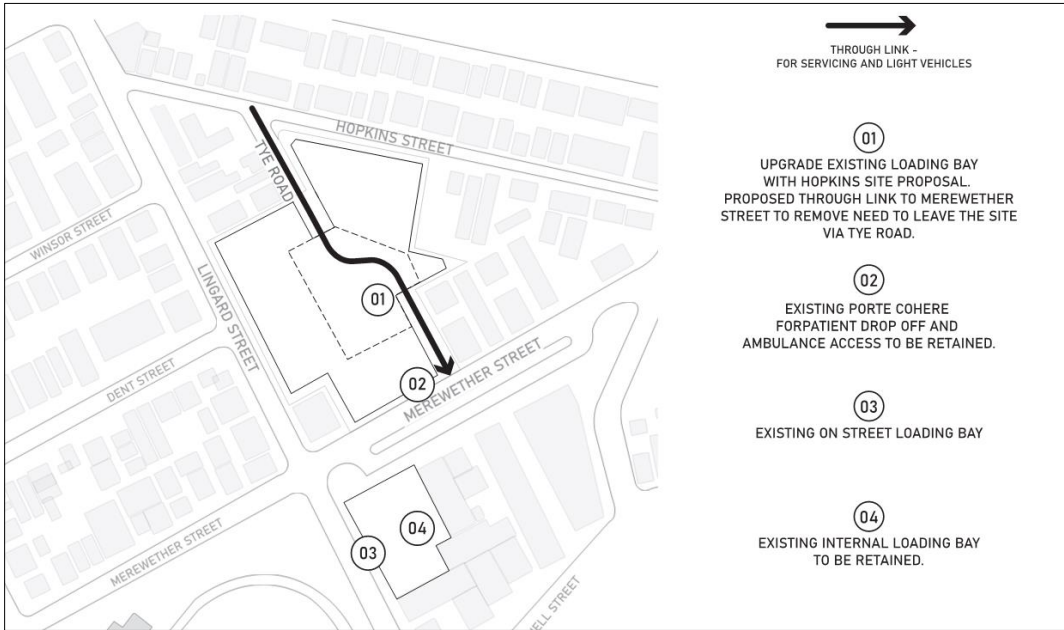 HOPKINS STREET
TYE ROAD
WINSOR STREET
LINGARD STREET
DENT STREET
MEREWETHER STREET
MEREWETHER STREET
01
02
03
04
THROUGH LINK -
FOR SERVICING AND LIGHT VEHICLES
01
UPGRADE EXISTING LOADING BAY
WITH HOPKINS SITE PROPOSAL.
PROPOSED THROUGH LINK TO MEREWETHER
STREET TO REMOVE NEED TO LEAVE THE SITE
VIA TYE ROAD.
02
EXISTING PORTE COHERE
FORPATIENT DROP OFF AND
AMBULANCE ACCESS TO BE RETAINED.
03
EXISTING ON STREET LOADING BAY
04
EXISTING INTERNAL LOADING BAY
TO BE RETAINED.
ELL STREET